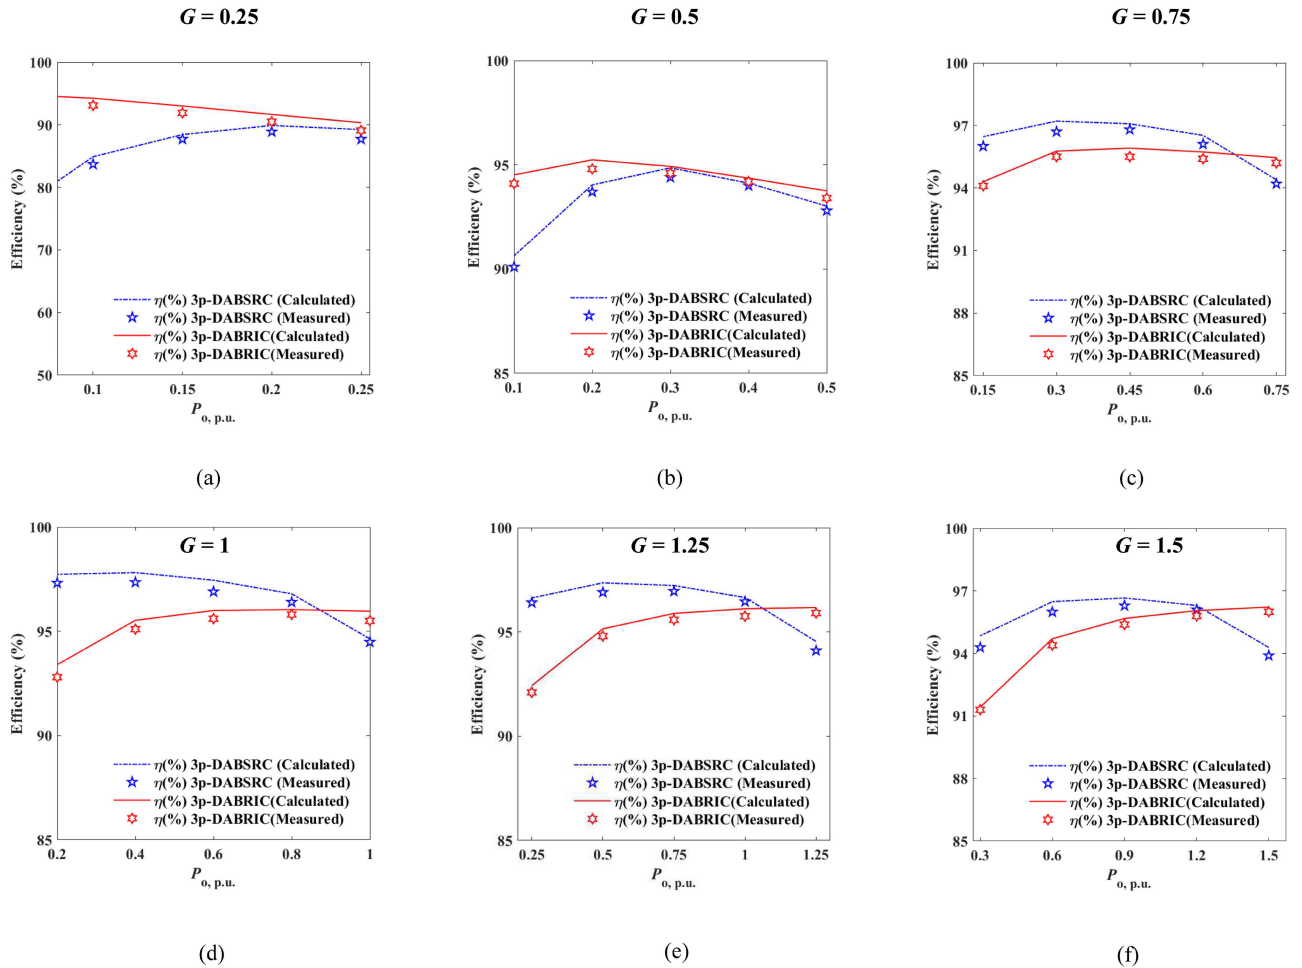 G = 0.25
G = 0.5
G = 0.75
100
90
80
70
60
50
Efficiency (%)
η(%) 3p-DABSRC (Calculated)
η(%) 3p-DABSRC (Measured)
η(%) 3p-DABRIC(Calculated)
η(%) 3p-DABRIC(Measured)
0.1 0.15 0.2 0.25
Po, p.u.
(a)
100
95
90
85
Efficiency (%)
η(%) 3p-DABSRC (Calculated)
η(%) 3p-DABSRC (Measured)
η(%) 3p-DABRIC(Calculated)
η(%) 3p-DABRIC(Measured)
0.1 0.2 0.3 0.4 0.5
Po, p.u.
(b)
100
97
94
91
88
85
Efficiency (%)
η(%) 3p-DABSRC (Calculated)
η(%) 3p-DABSRC (Measured)
η(%) 3p-DABRIC(Calculated)
η(%) 3p-DABRIC(Measured)
0.15 0.3 0.45 0.6 0.75
Po, p.u.
(c)
G = 1
100
95
90
85
Efficiency (%)
η(%) 3p-DABSRC (Calculated)
η(%) 3p-DABSRC (Measured)
η(%) 3p-DABRIC(Calculated)
η(%) 3p-DABRIC(Measured)
0.2 0.4 0.6 0.8 1
Po, p.u.
(d)
G = 1.25
100
95
90
85
Efficiency (%)
η(%) 3p-DABSRC (Calculated)
η(%) 3p-DABSRC (Measured)
η(%) 3p-DABRIC(Calculated)
η(%) 3p-DABRIC(Measured)
0.25 0.5 0.75 1 1.25
Po, p.u.
(e)
G = 1.5
100
97
94
91
88
85
Efficiency (%)
η(%) 3p-DABSRC (Calculated)
η(%) 3p-DABSRC (Measured)
η(%) 3p-DABRIC(Calculated)
η(%) 3p-DABRIC(Measured)
0.3 0.6 0.9 1.2 1.5
Po, p.u.
(f)